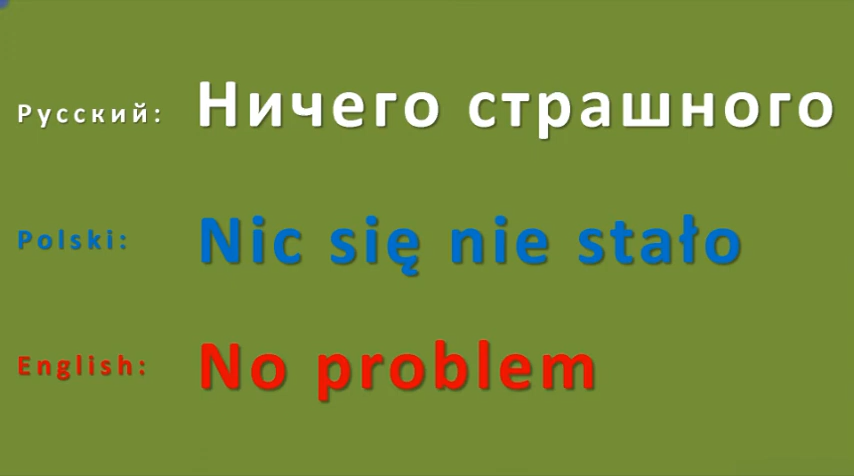 Русский: Ничего страшного
Polski: Nic się nie stało
English: No problem